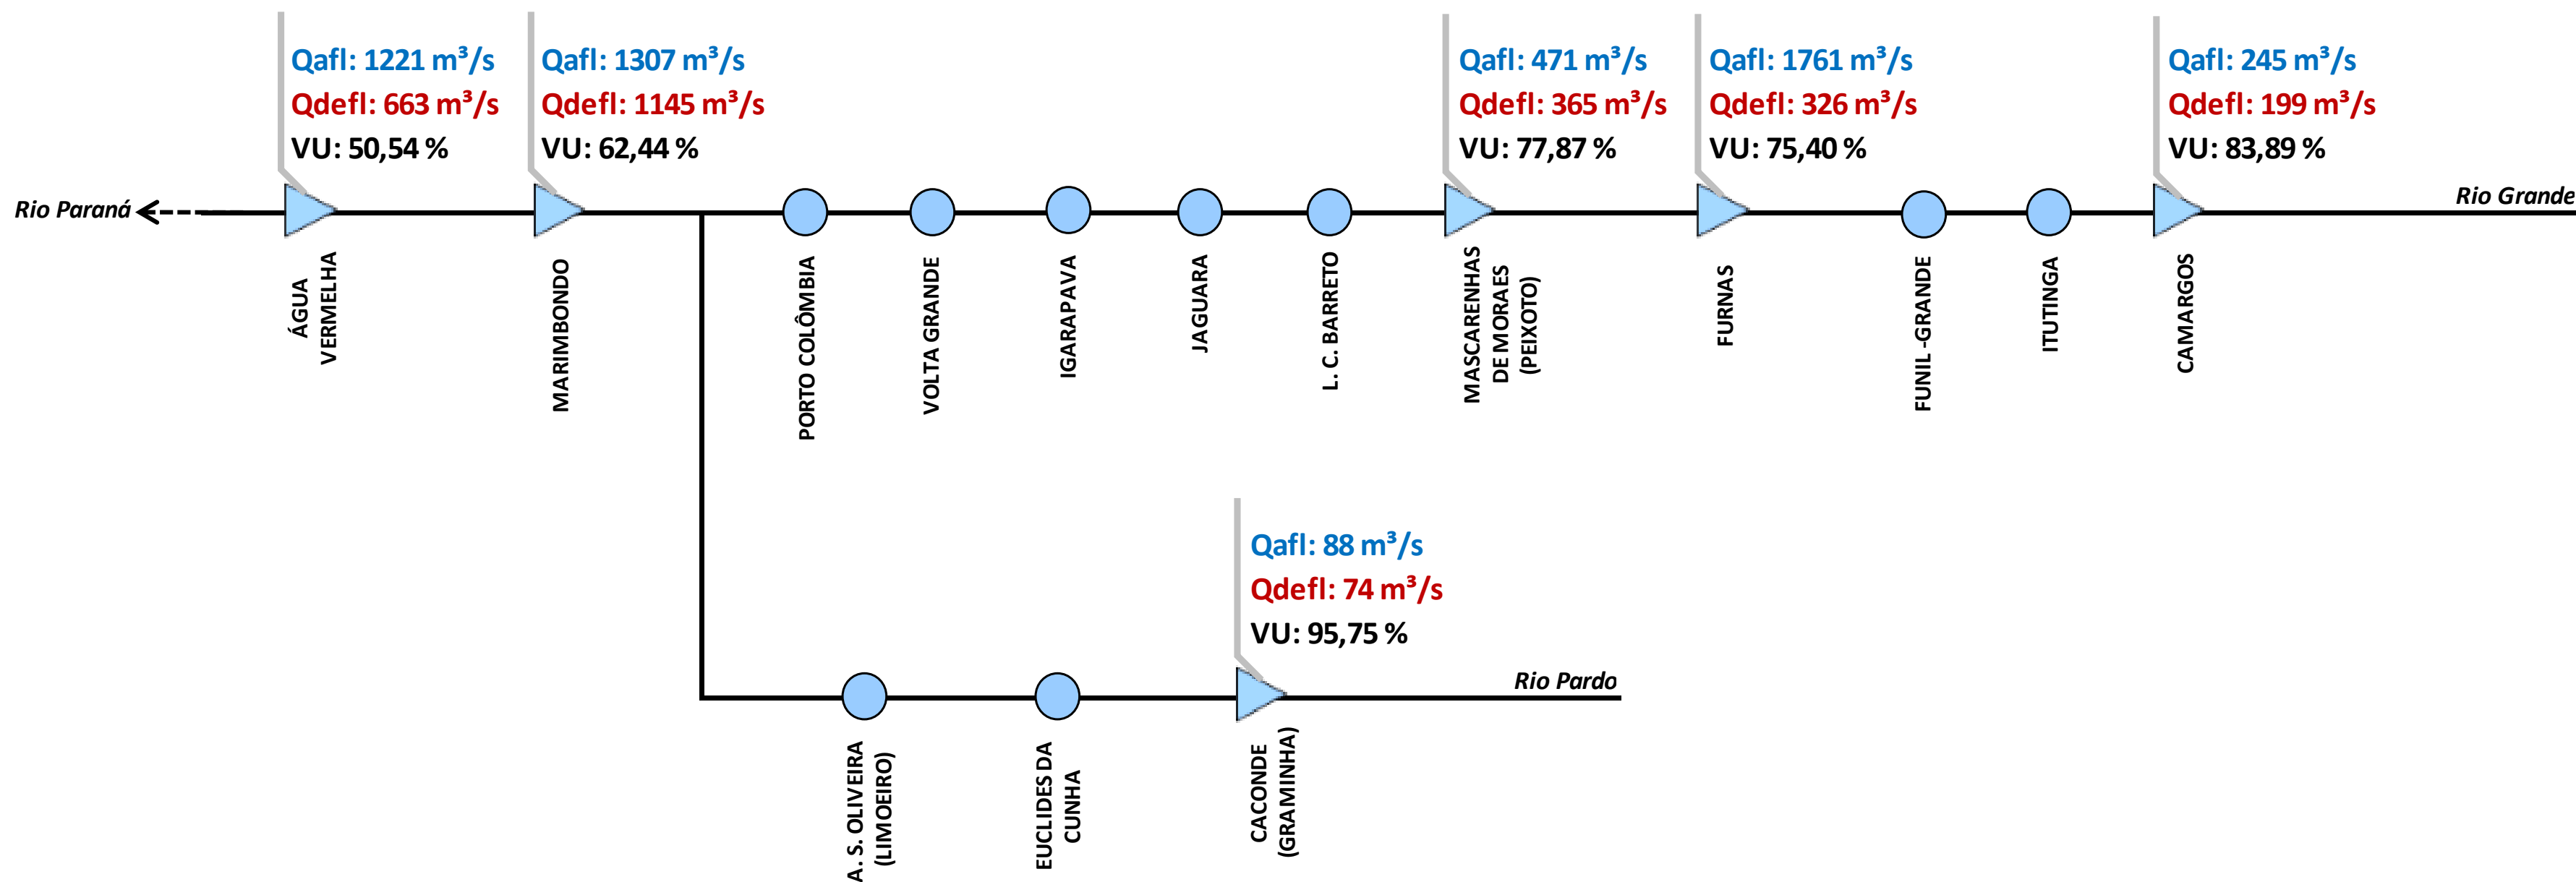 Qafl: 1221 m³/s
Qdefl: 663 m³/s
VU: 50,54 %
Qafl: 1307 m³/s
Qdefl: 1145 m³/s
VU: 62,44 %
Qafl: 471 m³/s
Qdefl: 365 m³/s
VU: 77,87 %
Qafl: 1761 m³/s
Qdefl: 326 m³/s
VU: 75,40 %
Qafl: 245 m³/s
Qdefl: 199 m³/s
VU: 83,89 %
Rio Paraná
Rio Grande
ÁGUA
VERMELHA
MARIMBONDO
PORTO COLÔMBIA
VOLTA GRANDE
IGARAPAVA
JAGUARA
L. C. BARRETO
MASCARENHAS
DE MORAES
(PEIXOTO)
FURNAS
FUNIL -GRANDE
ITUTINGA
CAMARGOS
Qafl: 88 m³/s
Qdefl: 74 m³/s
VU: 95,75 %
Rio Pardo
A. S. OLIVEIRA
(LIMOEIRO)
EUCLIDES DA
CUNHA
CACONDE
(GRAMINHA)